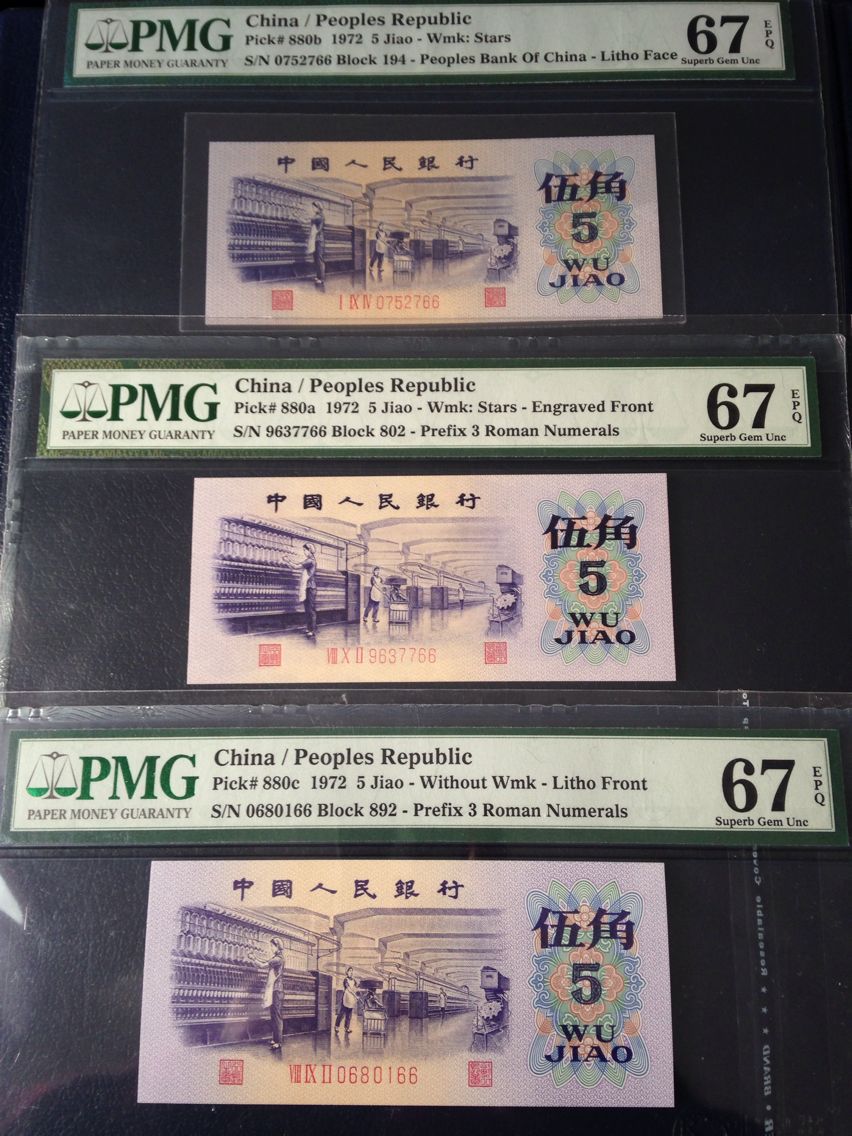 PMG
PAPER MONEY GUARANTY
China / Peoples Republic
Pick# 880b 1972 5 Jiao - Wmk: Stars
S/N 0752766 Block 194 - Peoples Bank Of China - Litho Face
67
EPQ
Superb Gem Unc
中國人民銀行
伍角
5
WU
JIAO
I IX IV 0752766
PMG
PAPER MONEY GUARANTY
China / Peoples Republic
Pick# 880a 1972 5 Jiao - Wmk: Stars - Engraved Front
S/N 9637766 Block 802 - Prefix 3 Roman Numerals
67
EPQ
Superb Gem Unc
中國人民銀行
伍角
5
WU
JIAO
VIII X II 9637766
PMG
PAPER MONEY GUARANTY
China / Peoples Republic
Pick# 880c 1972 5 Jiao - Without Wmk - Litho Front
S/N 0680166 Block 892 - Prefix 3 Roman Numerals
67
EPQ
Superb Gem Unc
中國人民銀行
伍角
5
WU
JIAO
VIII IX II 0680166
BRAND ★ ★ Resealable